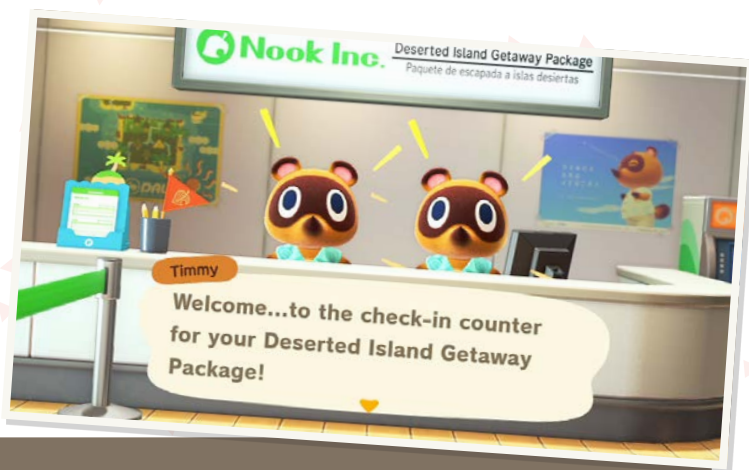 Nook Inc.
Deserted Island Getaway Package
Paquete de escapada a islas desiertas
DAL
Timmy
Welcome...to the check-in counter
for your Deserted Island Getaway
Package!